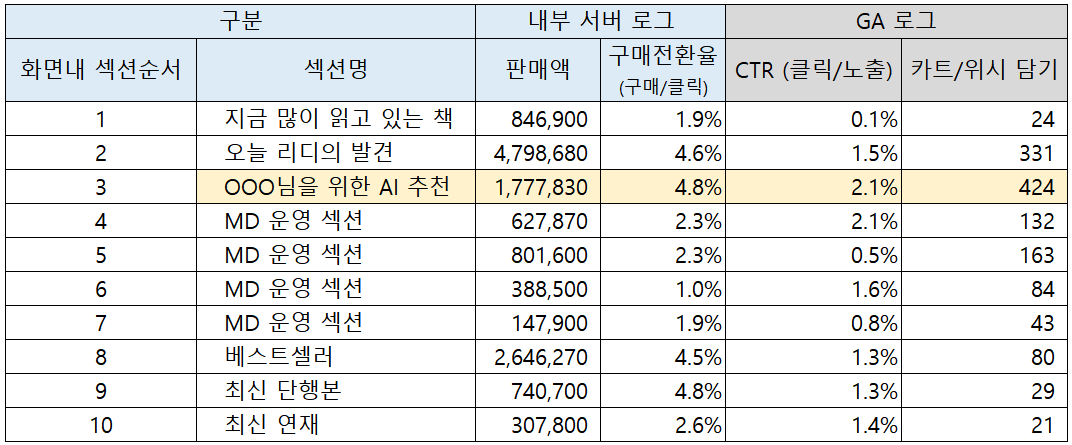 구분 내부 서버 로그 GA 로그
화면내 섹션순서 섹션명 판매액 구매전환율 (구매/클릭) CTR (클릭/노출) 카트/위시 담기
1 지금 많이 읽고 있는 책 846,900 1.9% 0.1% 24
2 오늘 리디의 발견 4,798,680 4.6% 1.5% 331
3 OOO님을 위한 AI 추천 1,777,830 4.8% 2.1% 424
4 MD 운영 섹션 627,870 2.3% 2.1% 132
5 MD 운영 섹션 801,600 2.3% 0.5% 163
6 MD 운영 섹션 388,500 1.0% 1.6% 84
7 MD 운영 섹션 147,900 1.9% 0.8% 43
8 베스트셀러 2,646,270 4.5% 1.3% 80
9 최신 단행본 740,700 4.8% 1.3% 29
10 최신 연재 307,800 2.6% 1.4% 21